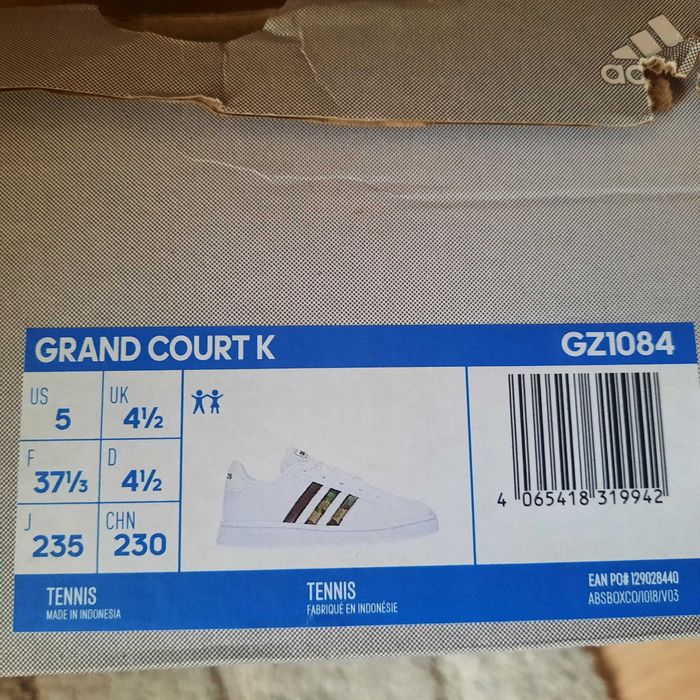 GRAND COURT K
GZ1084
US
5
UK
4½
F
37⅓
D
4½
J
235
CHN
230
4 065418 319942
TENNIS
MADE IN INDONESIA
TENNIS
FABRIQUÉ EN INDONÉSIE
EAN PO# 129028440
ABSBOXCO/1018/V03